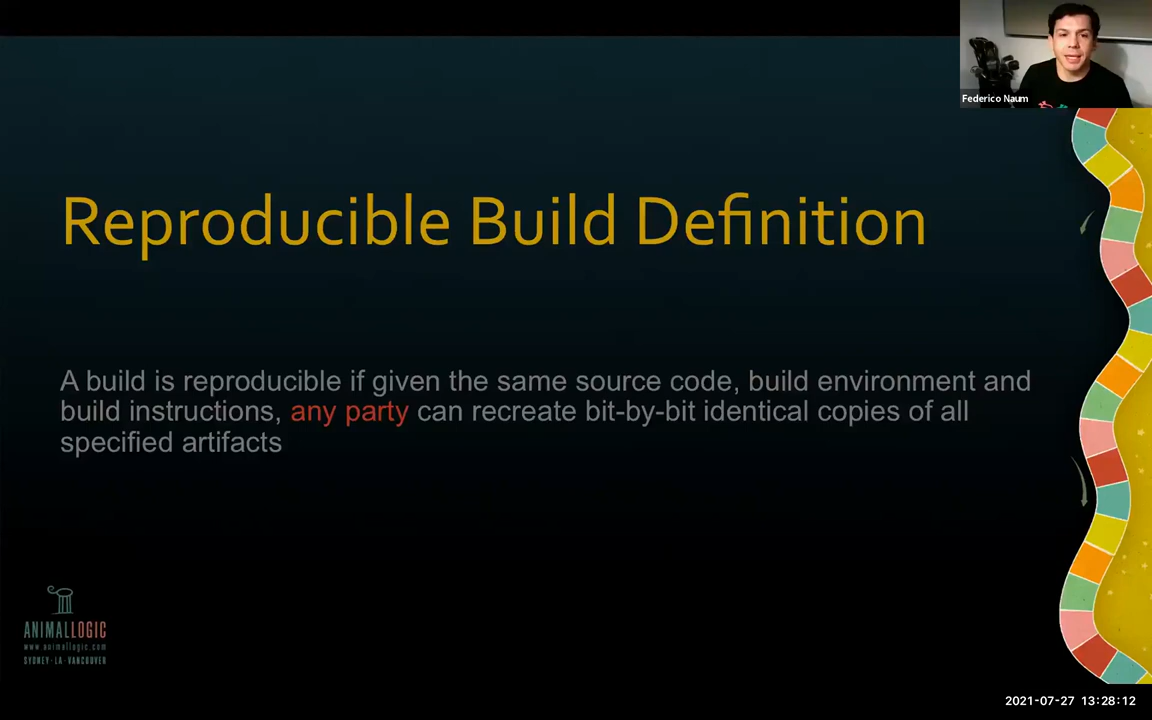 Federico Naum
Reproducible Build Definition
A build is reproducible if given the same source code, build environment and
build instructions, any party can recreate bit-by-bit identical copies of all
specified artifacts
ANIMALLOGIC
www.animallogic.com
SYDNEY·LA·VANCOUVER
2021-07-27 13:28:12